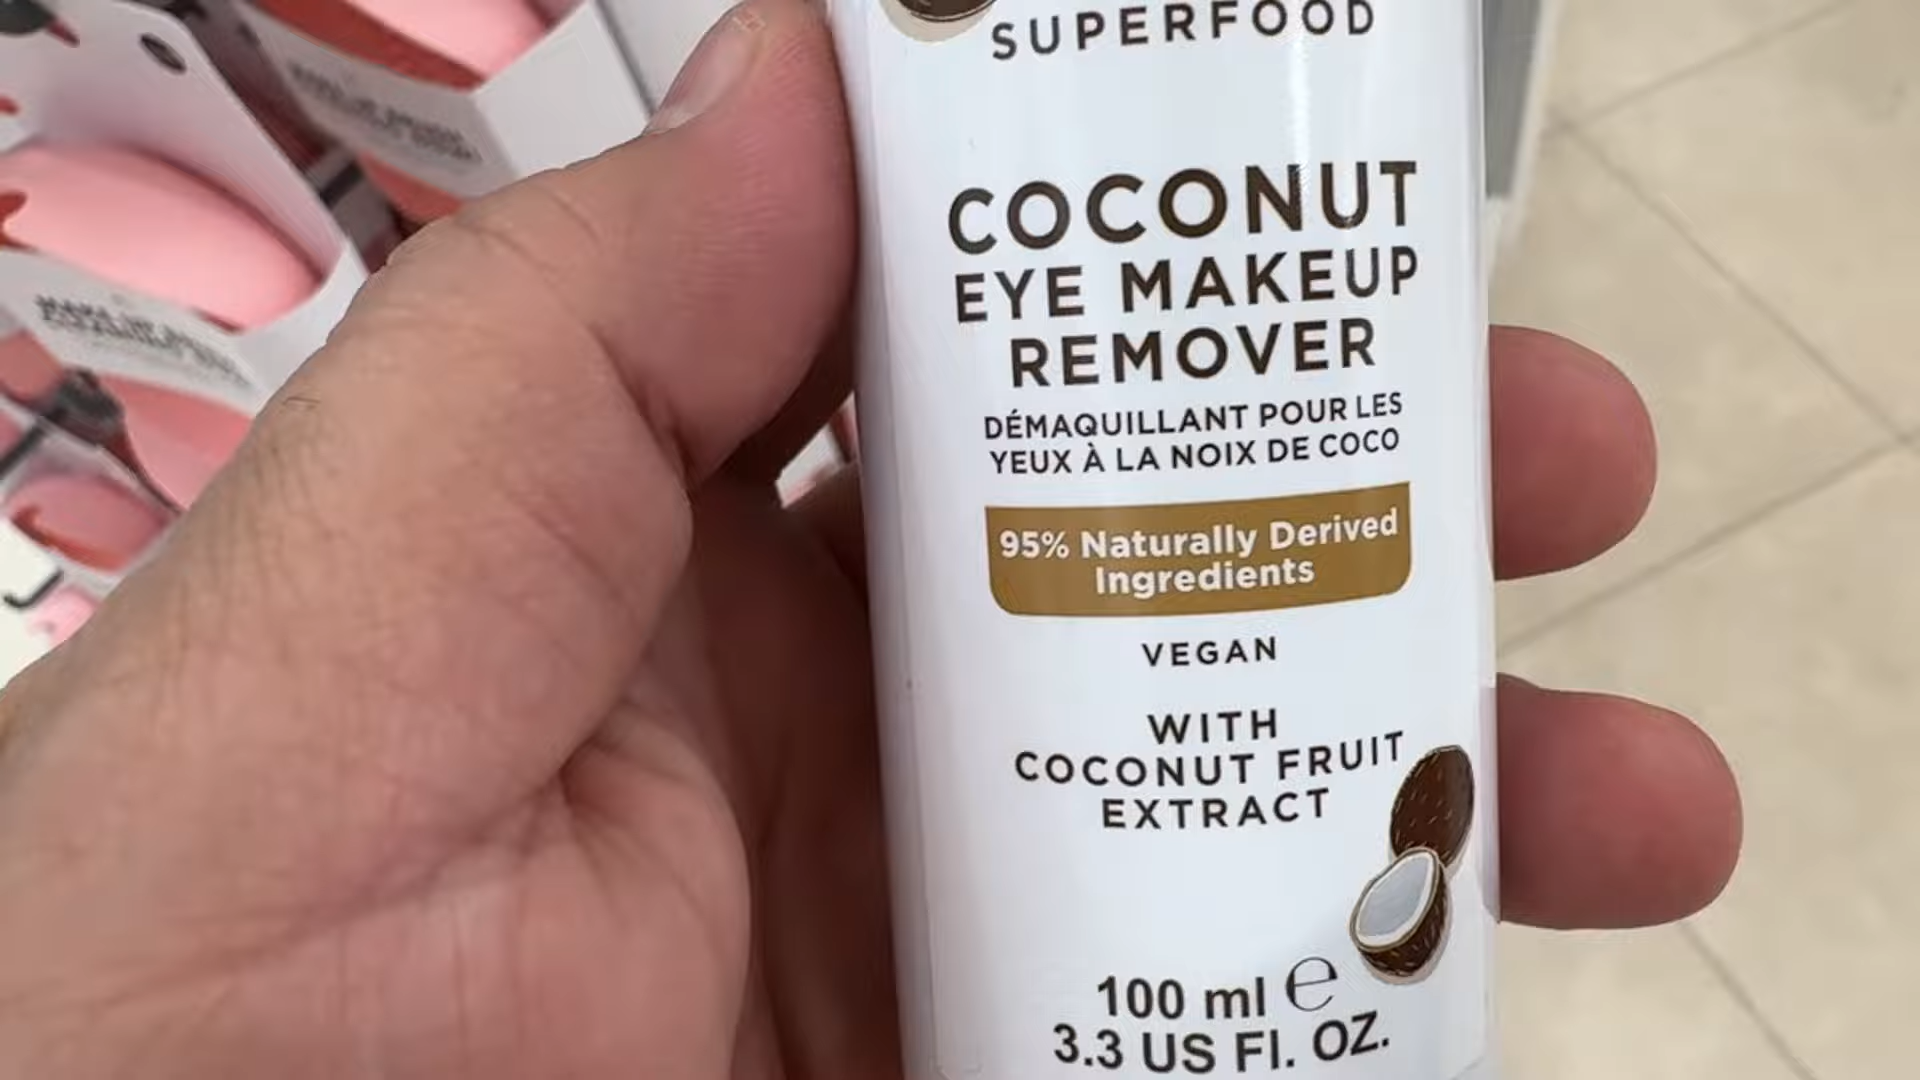 SUPERFOOD
COCONUT
EYE MAKEUP
REMOVER
DÉMAQUILLANT POUR LES
YEUX À LA NOIX DE COCO
95% Naturally Derived
Ingredients
VEGAN
WITH
COCONUT FRUIT
EXTRACT
100 ml e
3.3 US Fl. OZ.